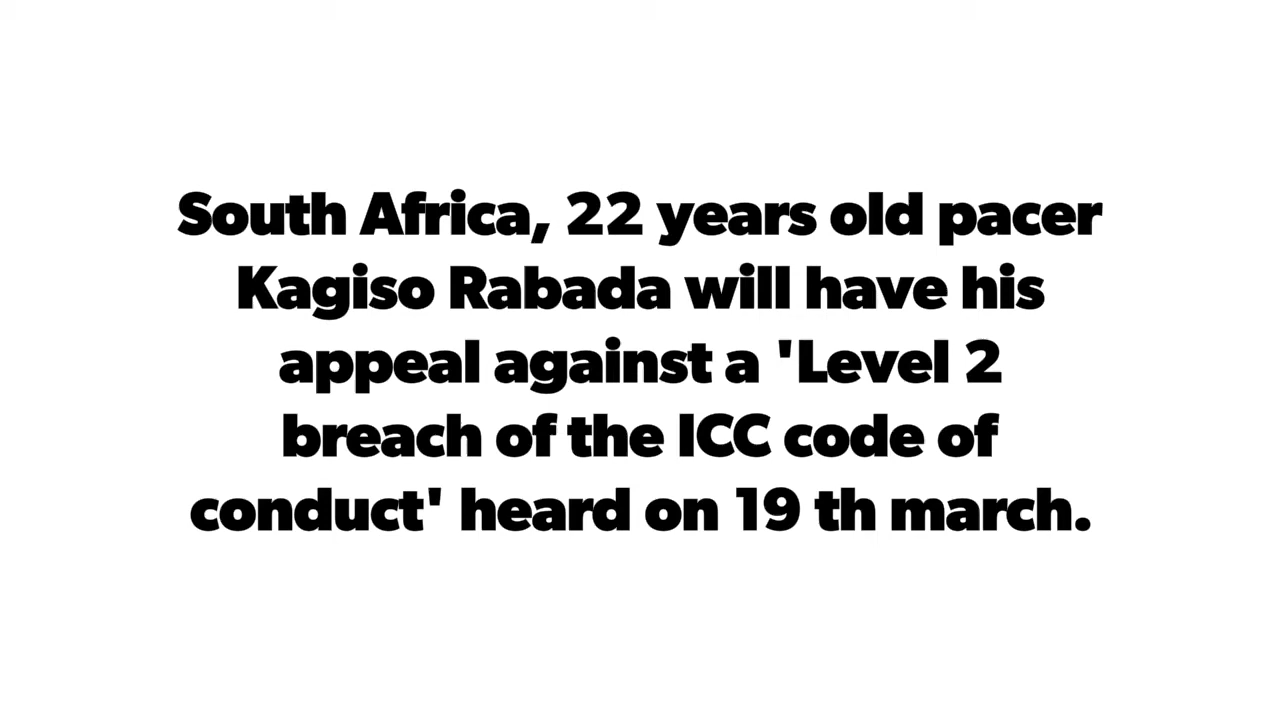 South Africa, 22 years old pacer
Kagiso Rabada will have his
appeal against a 'Level 2
breach of the ICC code of
conduct' heard on 19 th march.